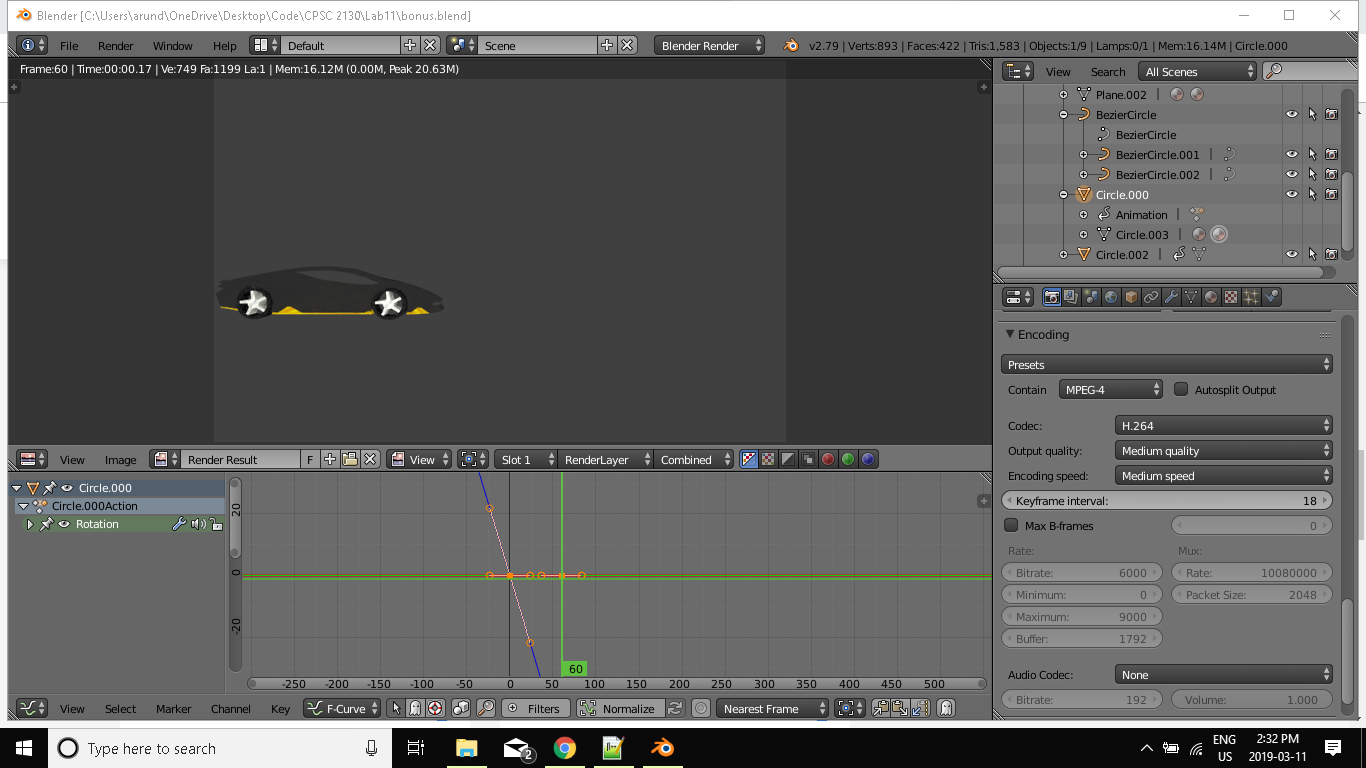 Blender [C:\Users\arund\OneDrive\Desktop\Code\CPSC 2130\Lab11\bonus.blend]
File Render Window Help Default Scene Blender Render v2.79 | Verts:893 | Faces:422 | Tris:1,583 | Objects:1/9 | Lamps:0/1 | Mem:16.14M | Circle.000
Frame:60 | Time:00:00.17 | Ve:749 Fa:1199 La:1 | Mem:16.12M (0.00M, Peak 20.63M)
View Search All Scenes
Plane.002
BezierCircle
BezierCircle
BezierCircle.001
BezierCircle.002
Circle.000
Animation
Circle.003
Circle.002
Encoding
Presets
Contain MPEG-4 Autosplit Output
Codec: H.264
Output quality: Medium quality
Encoding speed: Medium speed
Keyframe interval: 18
Max B-frames 0
Rate: Mux:
Bitrate: 6000 Rate: 10080000
Minimum: 0 Packet Size: 2048
Maximum: 9000
Buffer: 1792
Audio Codec: None
Bitrate: 192 Volume: 1.000
View Image Render Result F View Slot 1 RenderLayer Combined
Circle.000
Circle.000Action
Rotation
20
0
-20
60
-250 -200 -150 -100 -50 0 50 100 150 200 250 300 350 400 450 500
View Select Marker Channel Key F-Curve Filters Normalize Nearest Frame
Type here to search
2
ENG
US
2:32 PM
2019-03-11